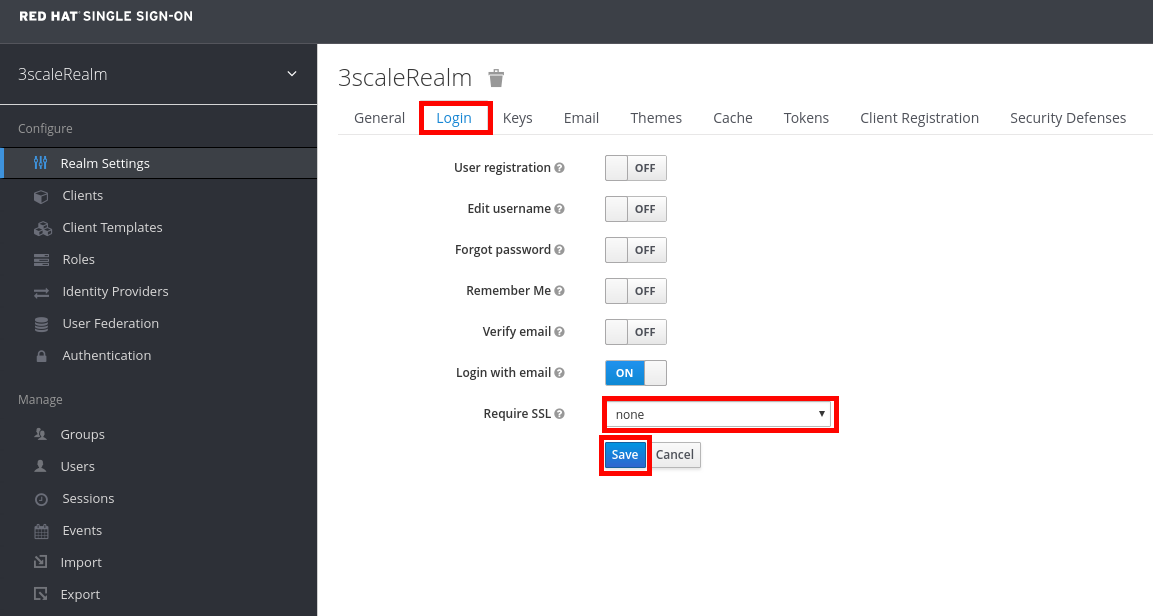 RED HAT SINGLE SIGN-ON
3scaleRealm
Configure
Realm Settings
Clients
Client Templates
Roles
Identity Providers
User Federation
Authentication
Manage
Groups
Users
Sessions
Events
Import
Export
3scaleRealm
General Login Keys Email Themes Cache Tokens Client Registration Security Defenses
User registration OFF
Edit username OFF
Forgot password OFF
Remember Me OFF
Verify email OFF
Login with email ON
Require SSL none
Save Cancel